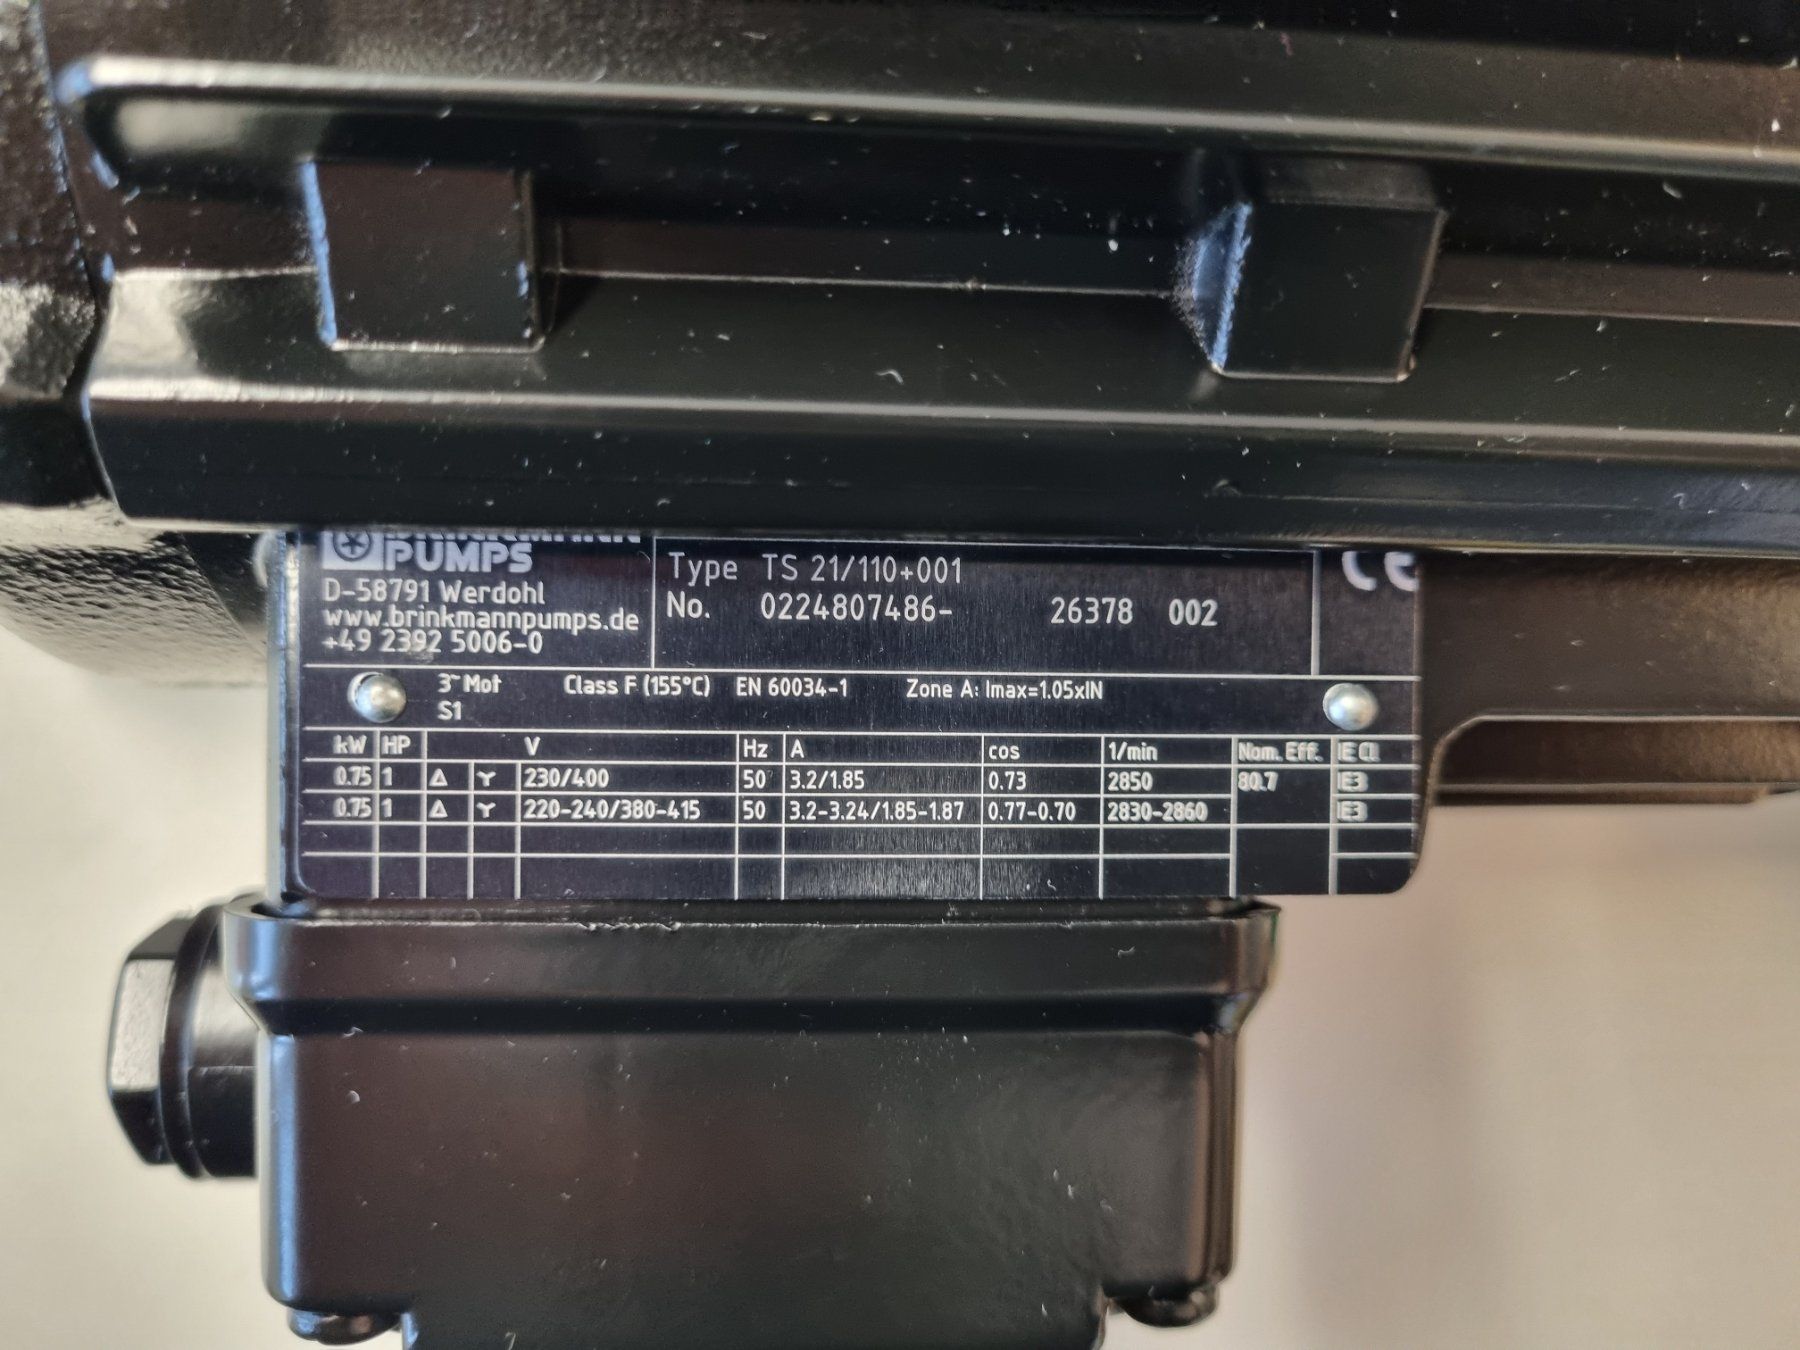 BRINKMANN
PUMPS
D-58791 Werdohl
www.brinkmannpumps.de
+49 2392 5006-0
Type TS 21/110+001
No. 0224807486- 26378 002
CE
3~Mot Class F (155°C) EN 60034-1 Zone A: Imax=1.05xIN
S1
kW HP V Hz A cos 1/min Nom. Eff. IE Cl.
0.75 1 Δ Y 230/400 50 3.2/1.85 0.73 2850 80.7 IE3
0.75 1 Δ Y 220-240/380-415 50 3.2-3.24/1.85-1.87 0.77-0.70 2830-2860 IE3